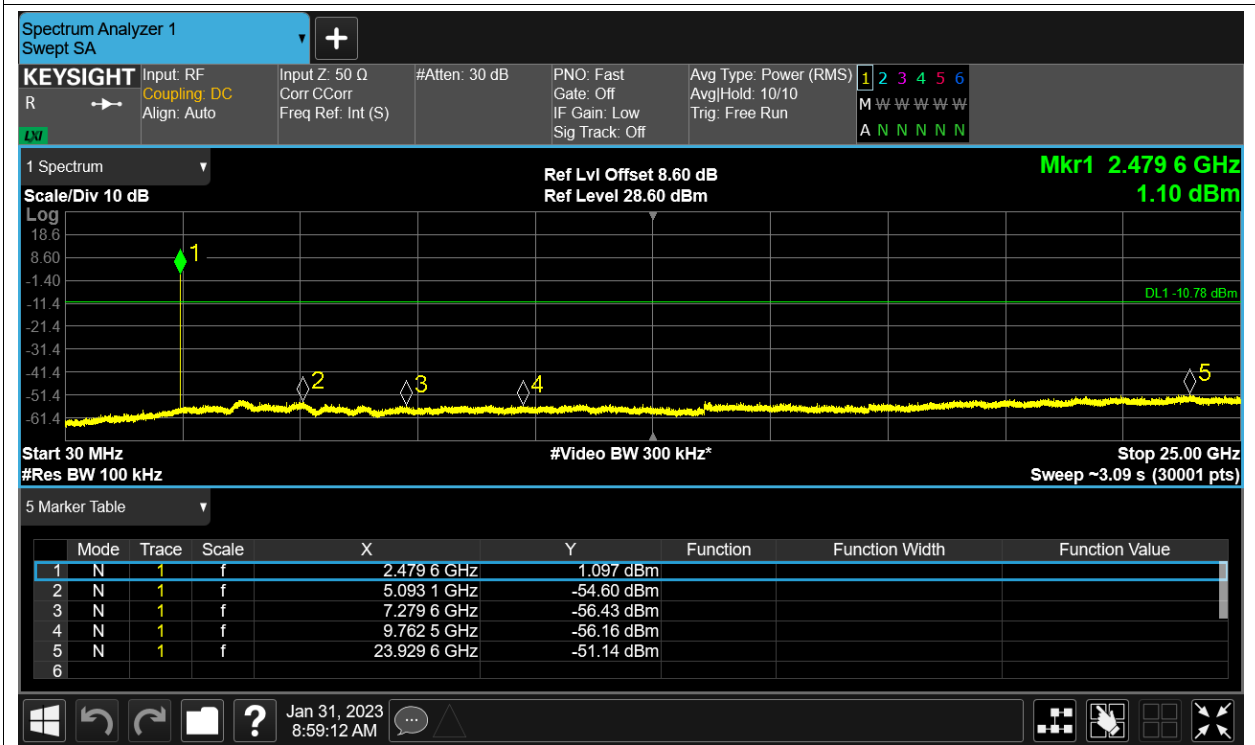 Spectrum Analyzer 1
Swept SA
KEYSIGHT
R
LXI
Input: RF
Coupling: DC
Align: Auto
Input Z: 50 Ω
Corr CCorr
Freq Ref: Int (S)
#Atten: 30 dB
PNO: Fast
Gate: Off
IF Gain: Low
Sig Track: Off
Avg Type: Power (RMS)
Avg|Hold: 10/10
Trig: Free Run
1 2 3 4 5 6
M W W W W W
A N N N N N
1 Spectrum
Scale/Div 10 dB
Ref Lvl Offset 8.60 dB
Ref Level 28.60 dBm
Mkr1 2.479 6 GHz
1.10 dBm
Log
18.6
8.60
-1.40
-11.4
-21.4
-31.4
-41.4
-51.4
-61.4
1
DL1 -10.78 dBm
2
3
4
5
Start 30 MHz
#Video BW 300 kHz*
Stop 25.00 GHz
#Res BW 100 kHz
Sweep ~3.09 s (30001 pts)
5 Marker Table
Mode Trace Scale X Y Function Function Width Function Value
1 N 1 f 2.479 6 GHz 1.097 dBm
2 N 1 f 5.093 1 GHz -54.60 dBm
3 N 1 f 7.279 6 GHz -56.43 dBm
4 N 1 f 9.762 5 GHz -56.16 dBm
5 N 1 f 23.929 6 GHz -51.14 dBm
6
?
Jan 31, 2023
8:59:12 AM